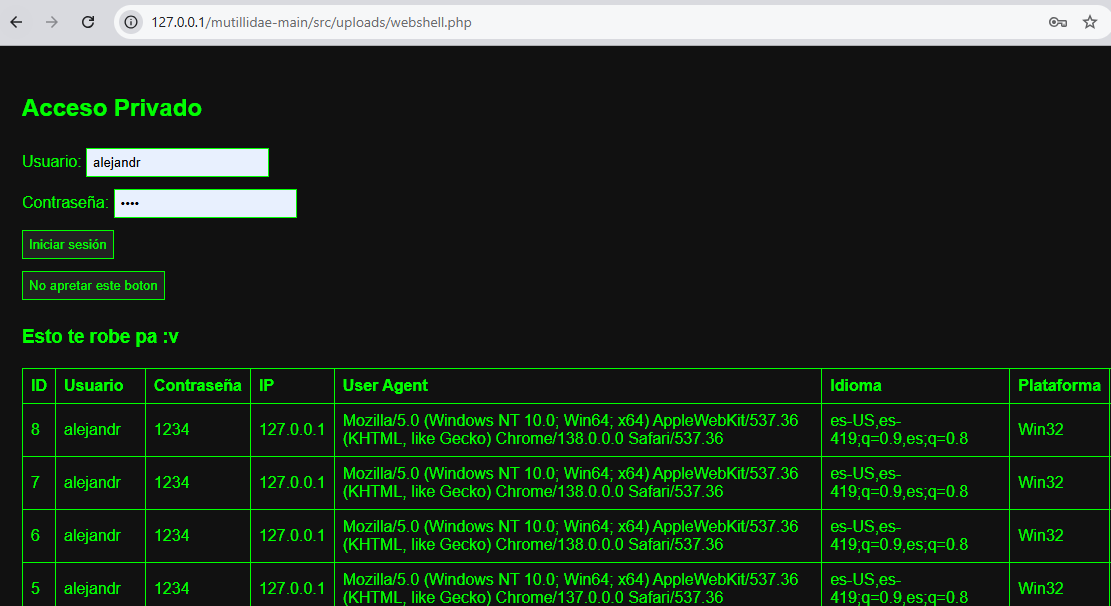 127.0.0.1/mutillidae-main/src/uploads/webshell.php
Acceso Privado
Usuario: alejandr
Contraseña: ••••
Iniciar sesión
No apretar este boton
Esto te robe pa :v
ID Usuario Contraseña IP User Agent Idioma Plataforma
8 alejandr 1234 127.0.0.1 Mozilla/5.0 (Windows NT 10.0; Win64; x64) AppleWebKit/537.36 es-US,es- Win32
(KHTML, like Gecko) Chrome/138.0.0.0 Safari/537.36 419;q=0.9,es;q=0.8
7 alejandr 1234 127.0.0.1 Mozilla/5.0 (Windows NT 10.0; Win64; x64) AppleWebKit/537.36 es-US,es- Win32
(KHTML, like Gecko) Chrome/138.0.0.0 Safari/537.36 419;q=0.9,es;q=0.8
6 alejandr 1234 127.0.0.1 Mozilla/5.0 (Windows NT 10.0; Win64; x64) AppleWebKit/537.36 es-US,es- Win32
(KHTML, like Gecko) Chrome/138.0.0.0 Safari/537.36 419;q=0.9,es;q=0.8
5 alejandr 1234 127.0.0.1 Mozilla/5.0 (Windows NT 10.0; Win64; x64) AppleWebKit/537.36 es-US,es- Win32
(KHTML, like Gecko) Chrome/137.0.0.0 Safari/537.36 419;q=0.9,es;q=0.8